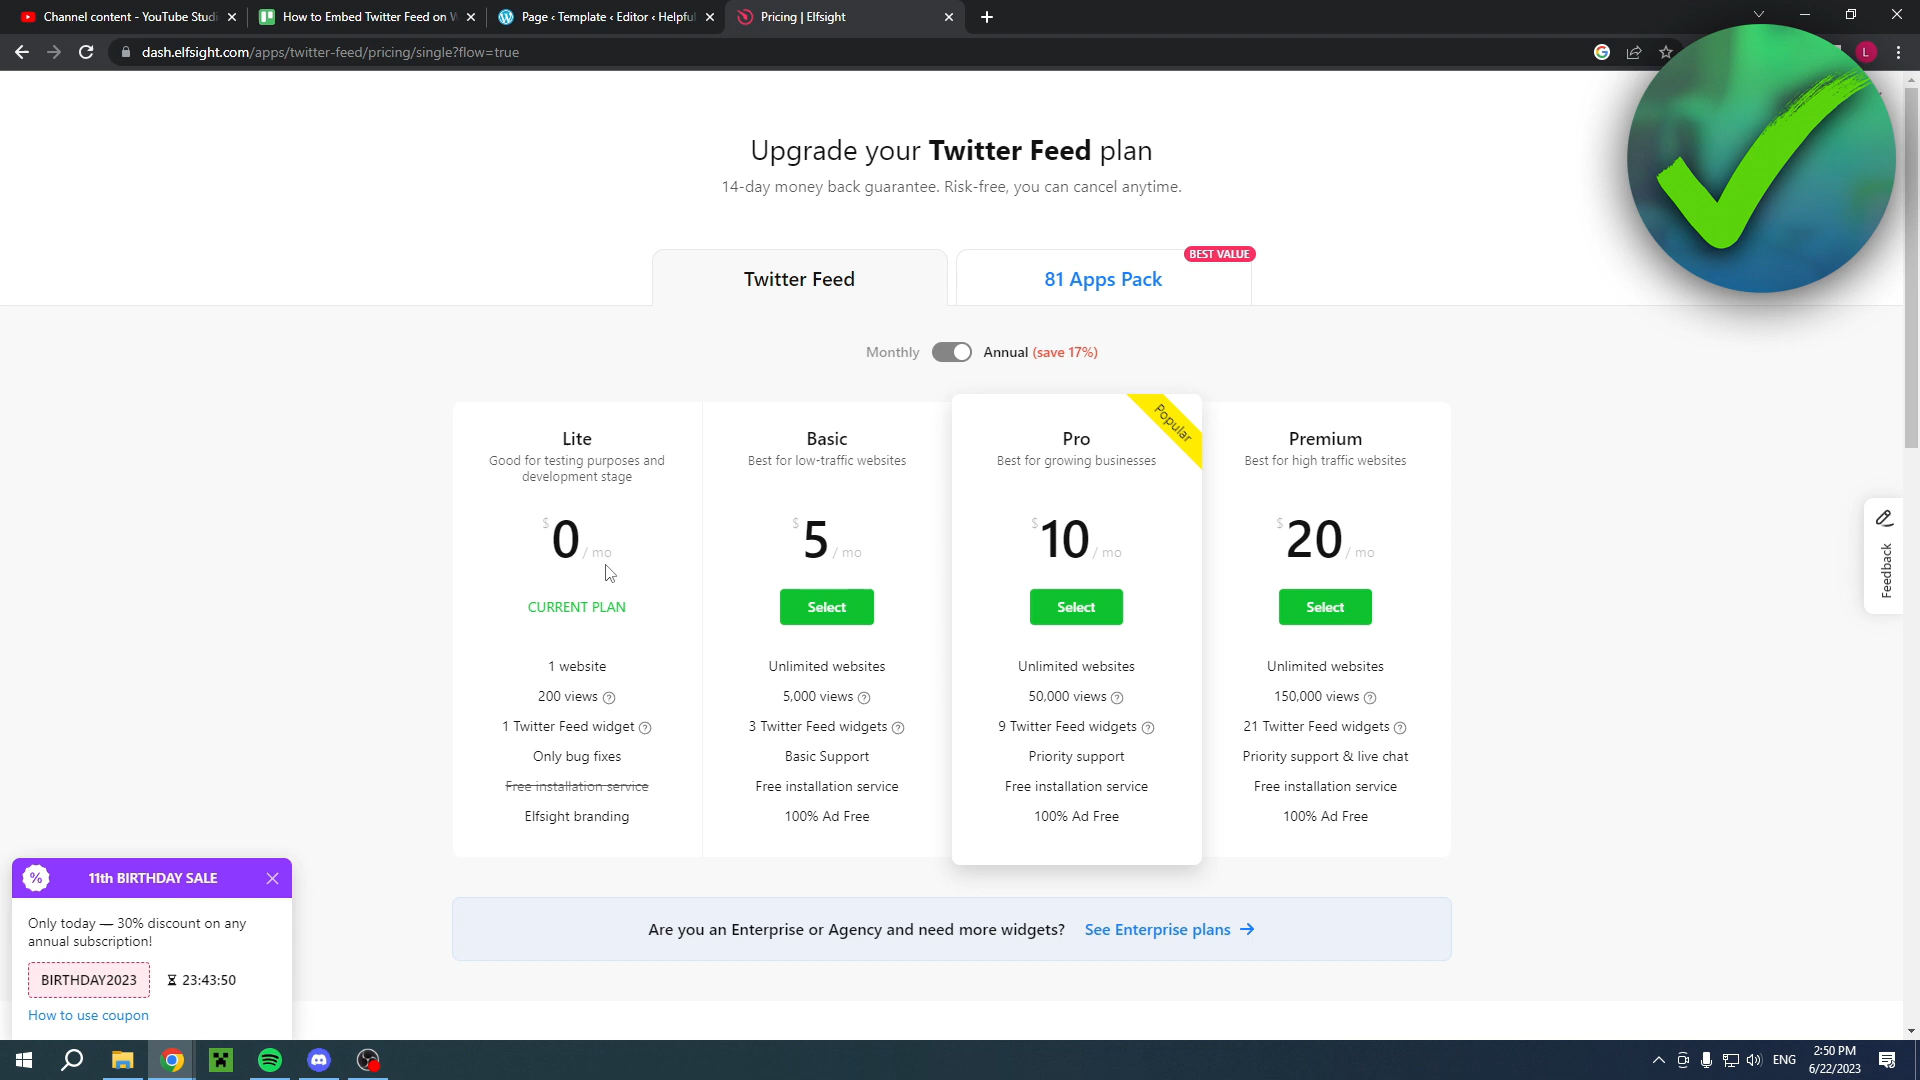 Channel content - YouTube Studi
How to Embed Twitter Feed on W
Page ‹ Template ‹ Editor ‹ Helpful
Pricing | Elfsight
dash.elfsight.com/apps/twitter-feed/pricing/single?flow=true
L
Upgrade your Twitter Feed plan
14-day money back guarantee. Risk-free, you can cancel anytime.
BEST VALUE
Twitter Feed
81 Apps Pack
Monthly
Annual (save 17%)
Popular
Lite
Good for testing purposes and
development stage
$0 / mo
CURRENT PLAN
1 website
200 views
1 Twitter Feed widget
Only bug fixes
Free installation service
Elfsight branding
Basic
Best for low-traffic websites
$5 / mo
Select
Unlimited websites
5,000 views
3 Twitter Feed widgets
Basic Support
Free installation service
100% Ad Free
Pro
Best for growing businesses
$10 / mo
Select
Unlimited websites
50,000 views
9 Twitter Feed widgets
Priority support
Free installation service
100% Ad Free
Premium
Best for high traffic websites
$20 / mo
Select
Unlimited websites
150,000 views
21 Twitter Feed widgets
Priority support & live chat
Free installation service
100% Ad Free
Feedback
Are you an Enterprise or Agency and need more widgets? See Enterprise plans →
% 11th BIRTHDAY SALE
Only today — 30% discount on any
annual subscription!
BIRTHDAY2023
23:43:50
How to use coupon
ENG
2:50 PM
6/22/2023